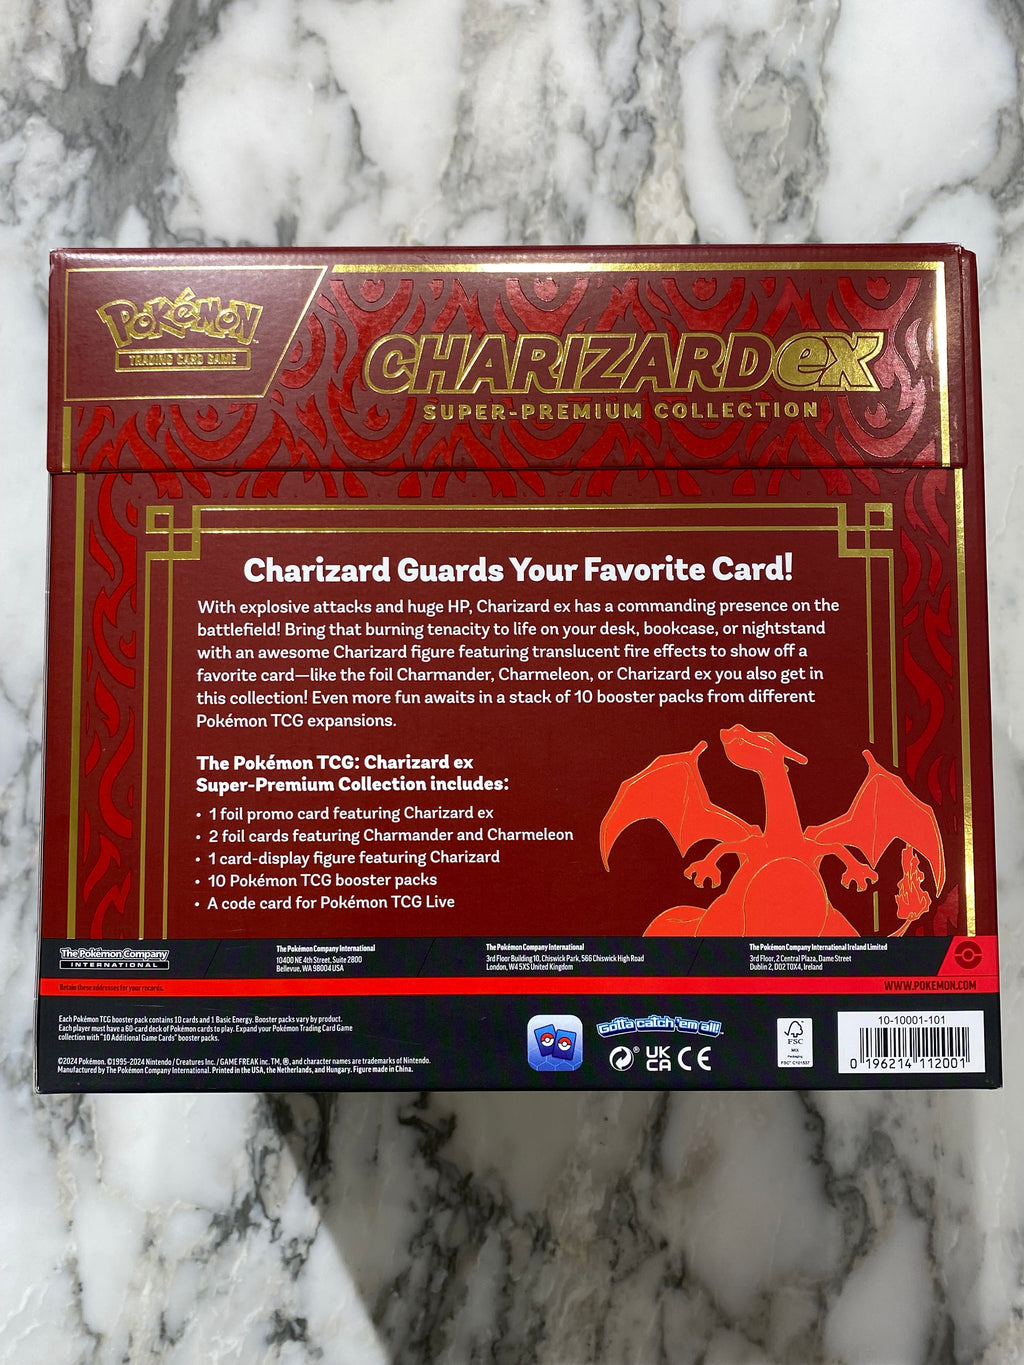 Pokémon
TRADING CARD GAME
CHARIZARD ex
SUPER-PREMIUM COLLECTION
Charizard Guards Your Favorite Card!
With explosive attacks and huge HP, Charizard ex has a commanding presence on the
battlefield! Bring that burning tenacity to life on your desk, bookcase, or nightstand
with an awesome Charizard figure featuring translucent fire effects to show off a
favorite card—like the foil Charmander, Charmeleon, or Charizard ex you also get in
this collection! Even more fun awaits in a stack of 10 booster packs from different
Pokémon TCG expansions.
The Pokémon TCG: Charizard ex
Super-Premium Collection includes:
• 1 foil promo card featuring Charizard ex
• 2 foil cards featuring Charmander and Charmeleon
• 1 card-display figure featuring Charizard
• 10 Pokémon TCG booster packs
• A code card for Pokémon TCG Live
The Pokémon Company
INTERNATIONAL
The Pokémon Company International
10400 NE 4th Street, Suite 2800
Bellevue, WA 98004 USA
The Pokémon Company International
3rd Floor Building 10, Chiswick Park, 566 Chiswick High Road
London, W4 5XS United Kingdom
The Pokémon Company International Ireland Limited
3rd Floor, 2 Central Plaza, Dame Street
Dublin 2, D02 T0X4, Ireland
Retain these addresses for your records.
WWW.POKEMON.COM
Each Pokémon TCG booster pack contains 10 cards and 1 Basic Energy. Booster packs vary by product.
Each player must have a 60-card deck of Pokémon cards to play. Expand your Pokémon Trading Card Game
collection with "10 Additional Game Cards" booster packs.
©2024 Pokémon. ©1995-2024 Nintendo / Creatures Inc. / GAME FREAK inc. TM, ®, and character names are trademarks of Nintendo.
Manufactured by The Pokémon Company International. Printed in the USA, the Netherlands, and Hungary. Figure made in China.
Gotta catch 'em all!
UK
CA
CE
FSC
MIX
Packaging
FSC® C101537
10-10001-101
0 196214 112001